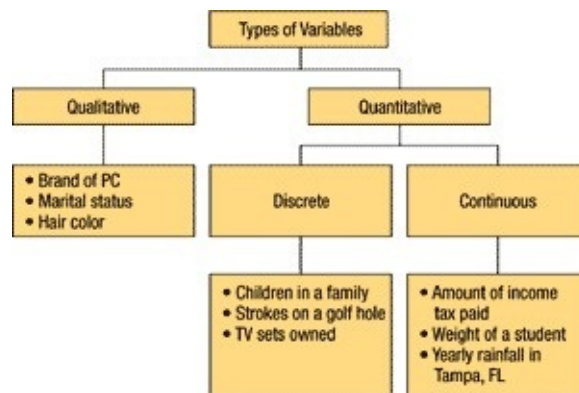 Types of Variables
Qualitative
Quantitative
• Brand of PC
• Marital status
• Hair color
Discrete
Continuous
• Children in a family
• Strokes on a golf hole
• TV sets owned
• Amount of income
tax paid
• Weight of a student
• Yearly rainfall in
Tampa, FL